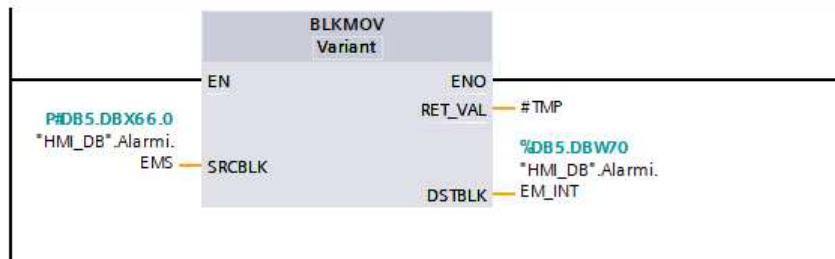 BLKMOV
Variant
EN
ENO
RET_VAL
#TMP
P#DB5.DBX66.0
"HMI_DB".Alarmi.
EMS
SRCBLK
%DB5.DBW70
"HMI_DB".Alarmi.
EM_INT
DSTBLK